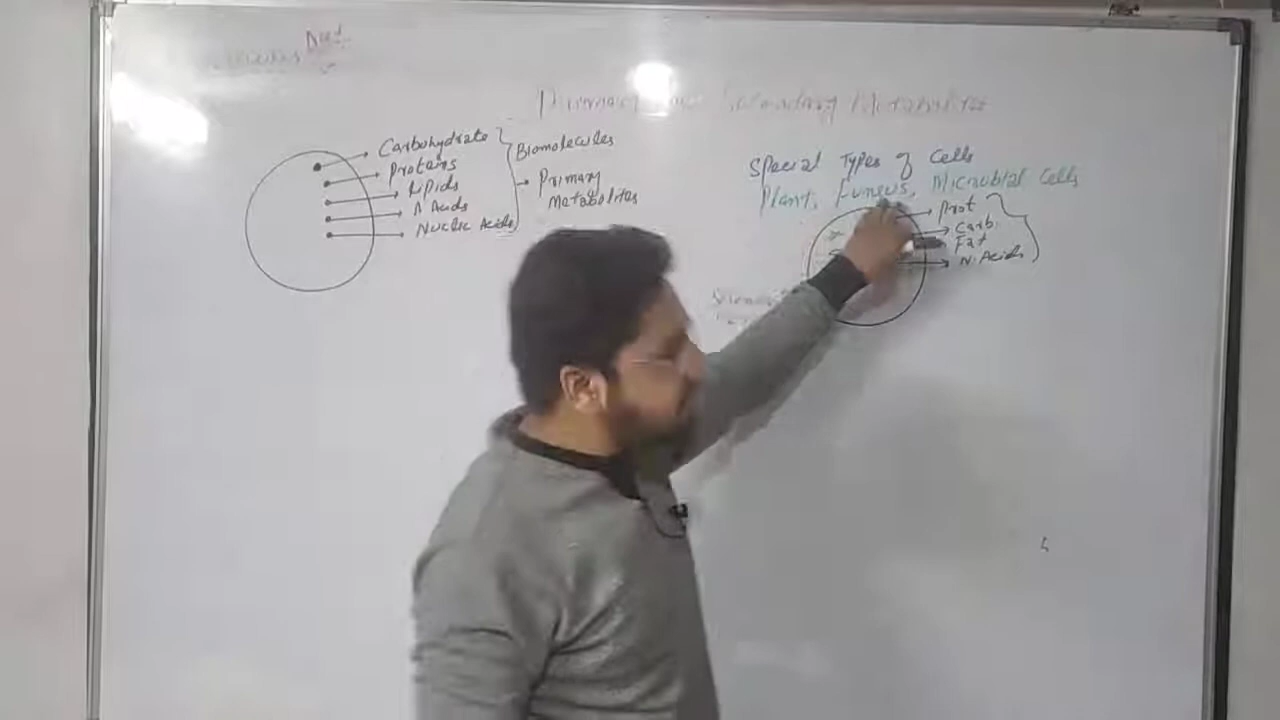 Primary and Secondary Metabolites
Carbohydrate
Proteins
Lipids
A Acids
Nuclic Acids
Biomolecules
Primary
Metabolites
Special Types of Cells
Plant, Fungus, Microbial Cells
Prot
Carb.
Fat
N. Acids